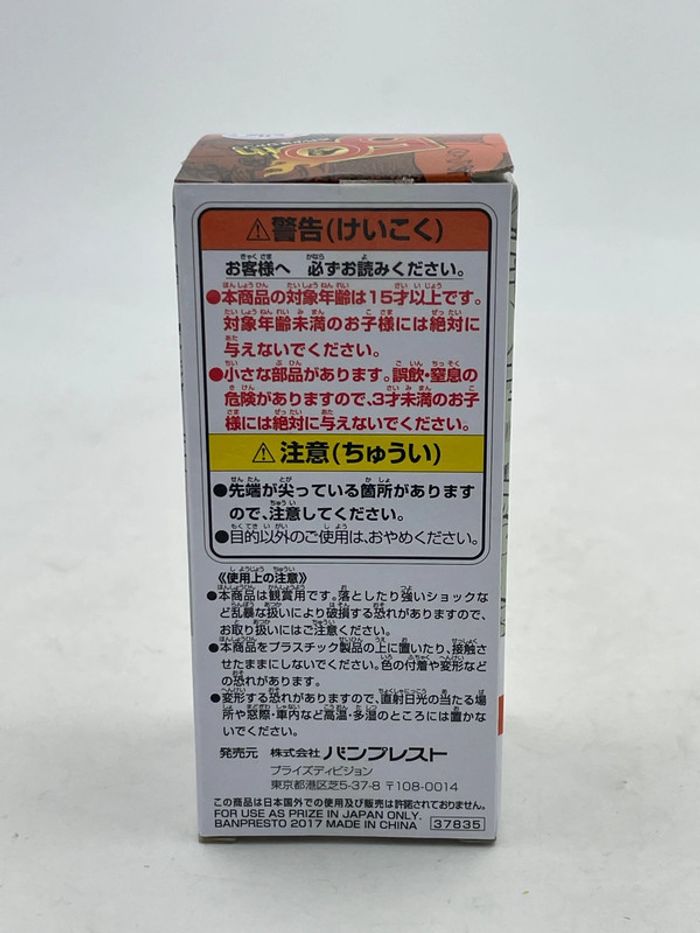 ⚠警告(けいこく)
お客様へ 必ずお読みください。
●本商品の対象年齢は15才以上です。
対象年齢未満のお子様には絶対に
与えないでください。
●小さな部品があります。誤飲・窒息の
危険がありますので、3才未満のお子
様には絶対に与えないでください。
⚠注意(ちゅうい)
●先端が尖っている箇所があります
ので、注意してください。
●目的以外のご使用は、おやめください。
《使用上の注意》
●本商品は観賞用です。落としたり強いショックな
ど乱暴な扱いにより破損する恐れがありますので、
お取り扱いにはご注意ください。
●本商品をプラスチック製品の上に置いたり、接触さ
せたままにしないでください。色の付着や変形など
の恐れがあります。
●変形する恐れがありますので、直射日光の当たる場
所や窓際・車内など高温・多湿のところには置かな
いでください。
発売元 株式会社 バンプレスト
プライズディビジョン
東京都港区芝5-37-8 〒108-0014
この商品は日本国外での使用及び販売は許諾されておりません。
FOR USE AS PRIZE IN JAPAN ONLY.
BANPRESTO 2017 MADE IN CHINA 37835